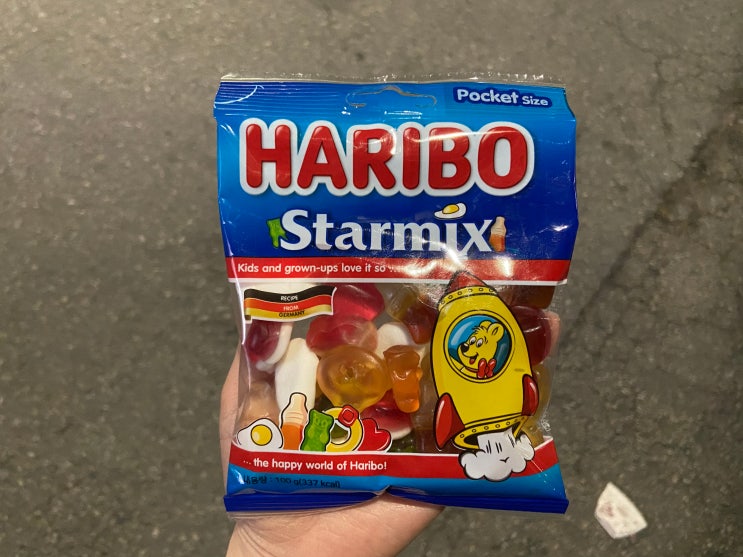 Pocket Size
HARIBO
Starmix
Kids and grown-ups love it so
RECIPE
FROM
GERMANY
... the happy world of Haribo!
100 g(337 kcal)